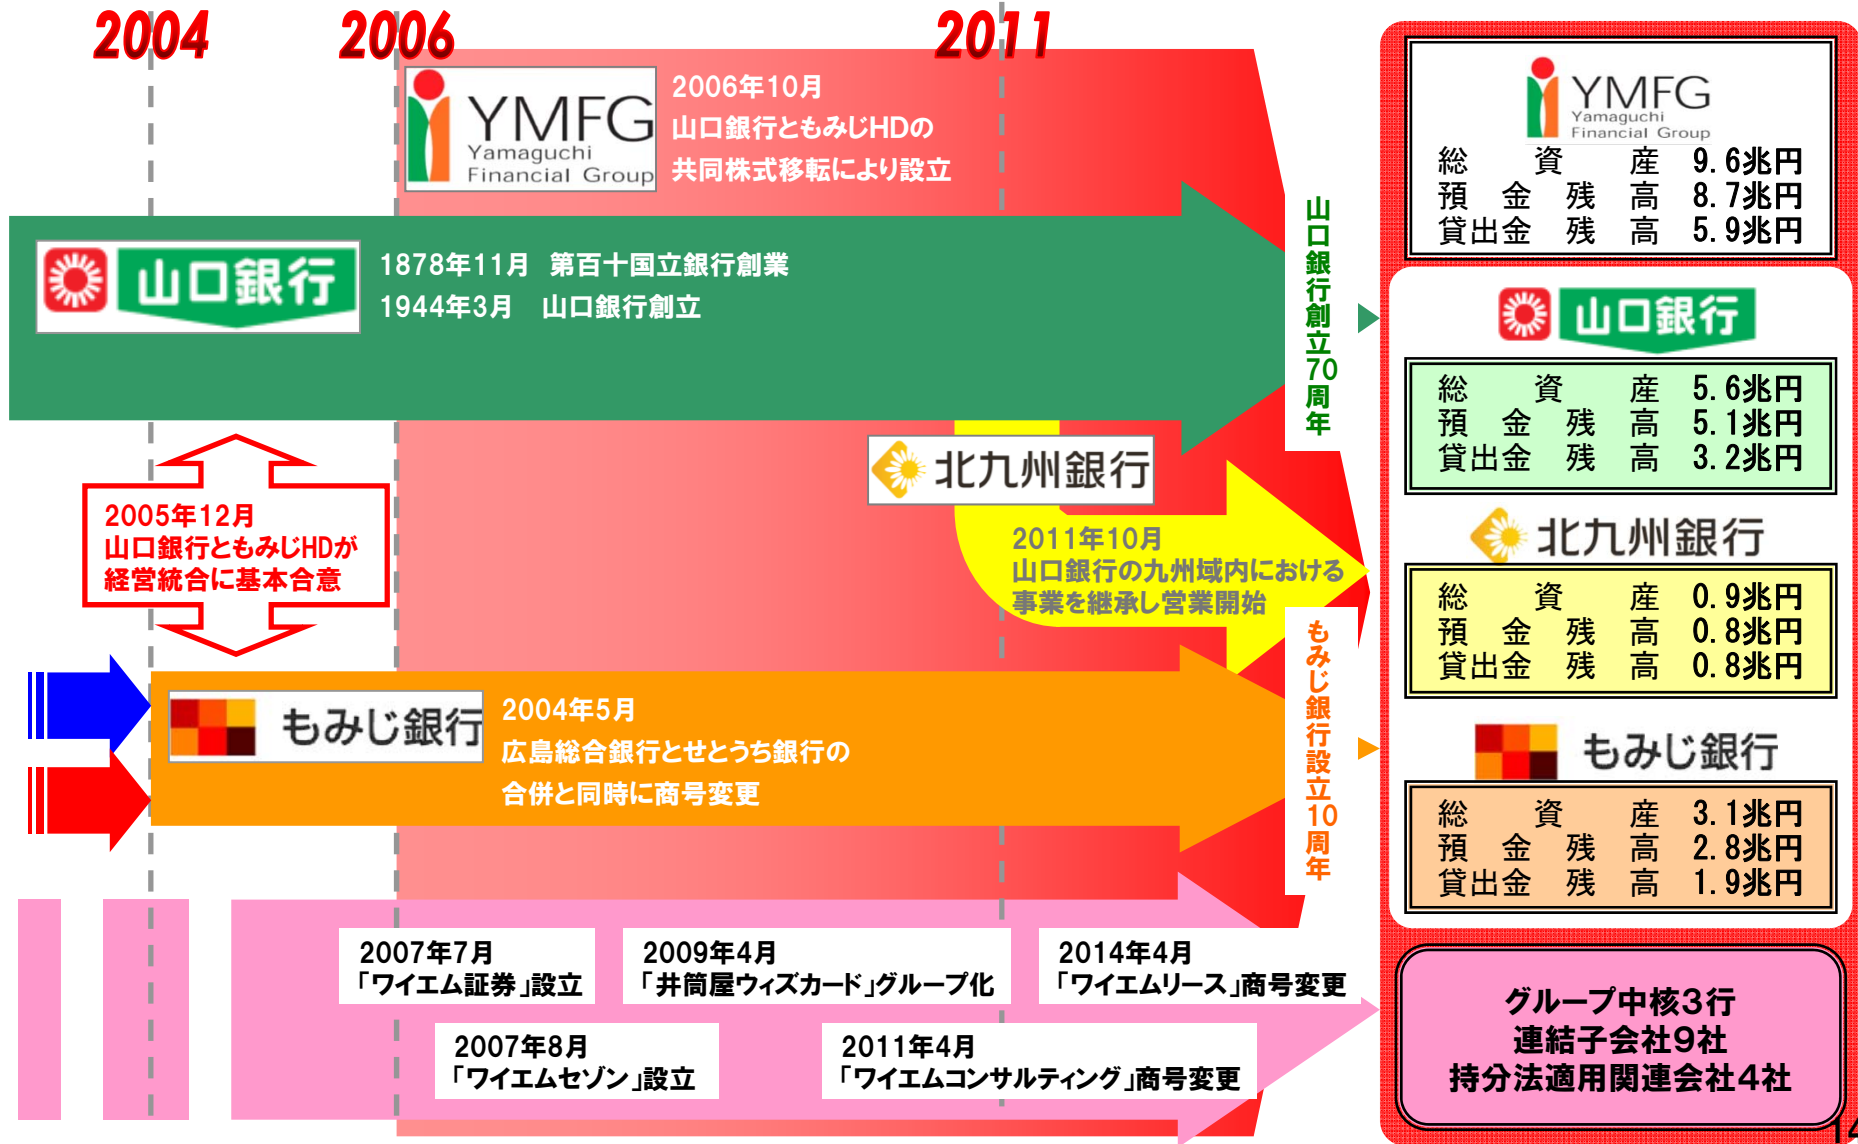 2004
2006
2011
YMFG
Yamaguchi
Financial Group
2006年10月
山口銀行ともみじHDの
共同株式移転により設立
山口銀行
1878年11月 第百十国立銀行創業
1944年3月 山口銀行創立
山口銀行創立70周年
2005年12月
山口銀行ともみじHDが
経営統合に基本合意
北九州銀行
2011年10月
山口銀行の九州域内における
事業を継承し営業開始
もみじ銀行
2004年5月
広島総合銀行とせとうち銀行の
合併と同時に商号変更
もみじ銀行設立10周年
2007年7月
「ワイエム証券」設立
2009年4月
「井筒屋ウィズカード」グループ化
2014年4月
「ワイエムリース」商号変更
2007年8月
「ワイエムセゾン」設立
2011年4月
「ワイエムコンサルティング」商号変更
YMFG
Yamaguchi
Financial Group
総資産 9.6兆円
預金残高 8.7兆円
貸出金残高 5.9兆円
山口銀行
総資産 5.6兆円
預金残高 5.1兆円
貸出金残高 3.2兆円
北九州銀行
総資産 0.9兆円
預金残高 0.8兆円
貸出金残高 0.8兆円
もみじ銀行
総資産 3.1兆円
預金残高 2.8兆円
貸出金残高 1.9兆円
グループ中核3行
連結子会社9社
持分法適用関連会社4社
14